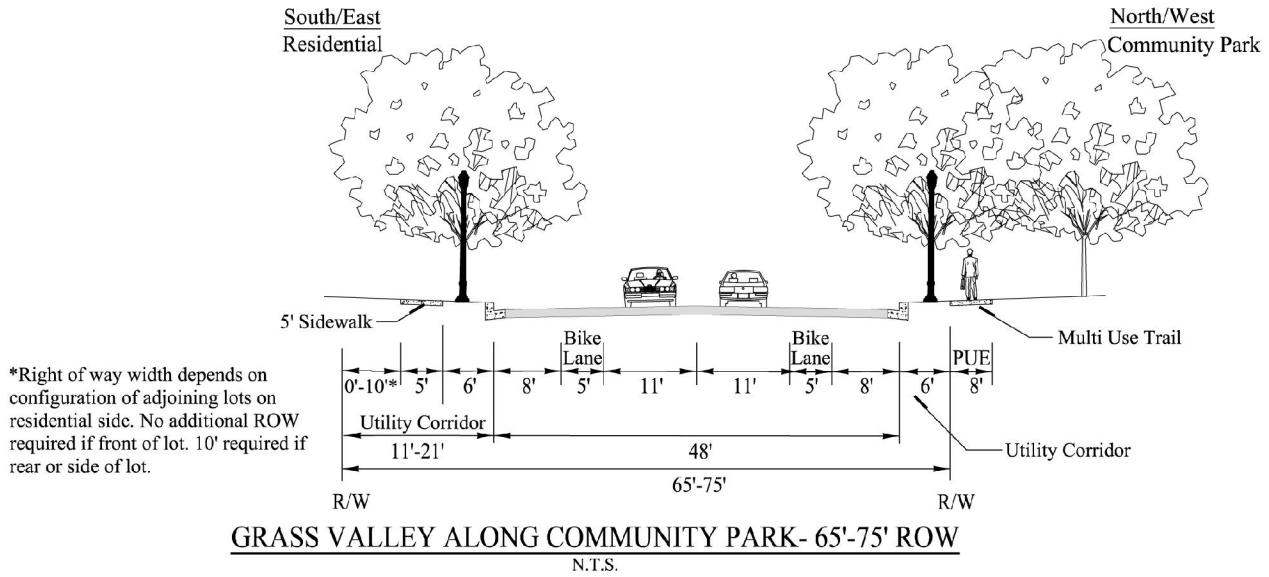 South/East
Residential
North/West
Community Park
5' Sidewalk
Multi Use Trail
Bike
Lane
Bike
Lane
PUE
0'-10'*
5'
6'
8'
5'
11'
11'
5'
8'
6'
8'
*Right of way width depends on
configuration of adjoining lots on
residential side. No additional ROW
required if front of lot. 10' required if
rear or side of lot.
Utility Corridor
11'-21'
48'
Utility Corridor
65'-75'
R/W
R/W
GRASS VALLEY ALONG COMMUNITY PARK- 65'-75' ROW
N.T.S.